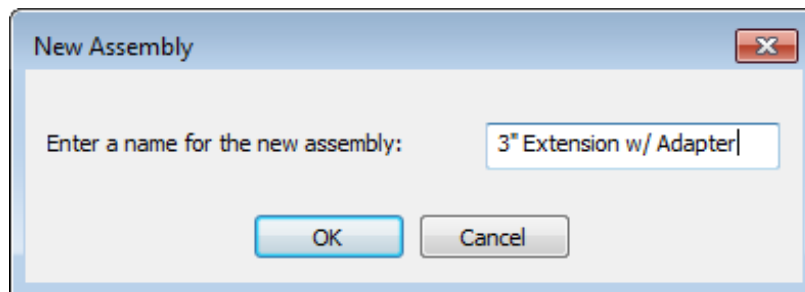 New Assembly
Enter a name for the new assembly: 3" Extension w/ Adapter
OK Cancel